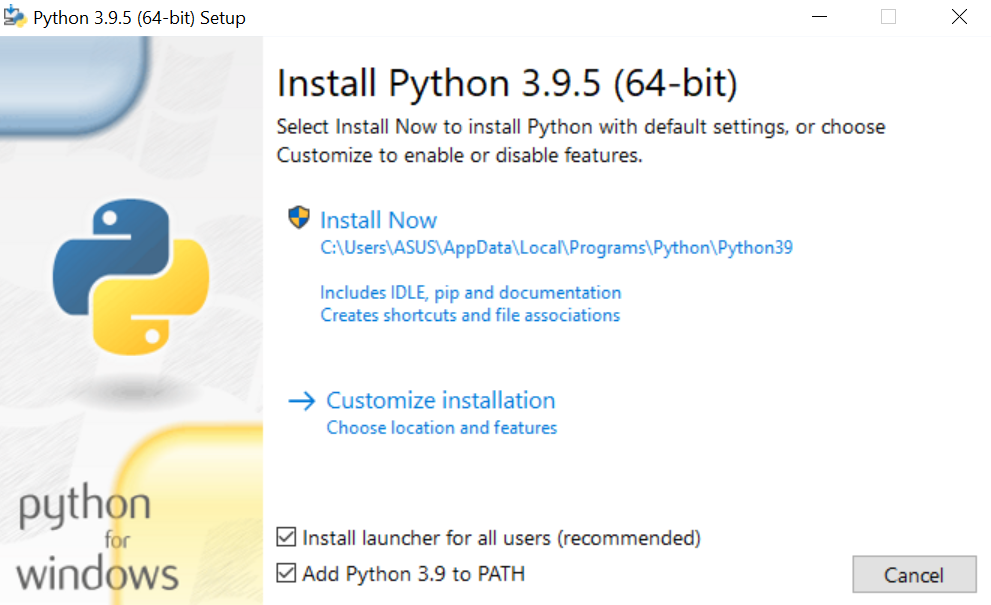 Python 3.9.5 (64-bit) Setup
Install Python 3.9.5 (64-bit)
Select Install Now to install Python with default settings, or choose
Customize to enable or disable features.
Install Now
C:\Users\ASUS\AppData\Local\Programs\Python\Python39
Includes IDLE, pip and documentation
Creates shortcuts and file associations
Customize installation
Choose location and features
python
for
windows
Install launcher for all users (recommended)
Add Python 3.9 to PATH
Cancel